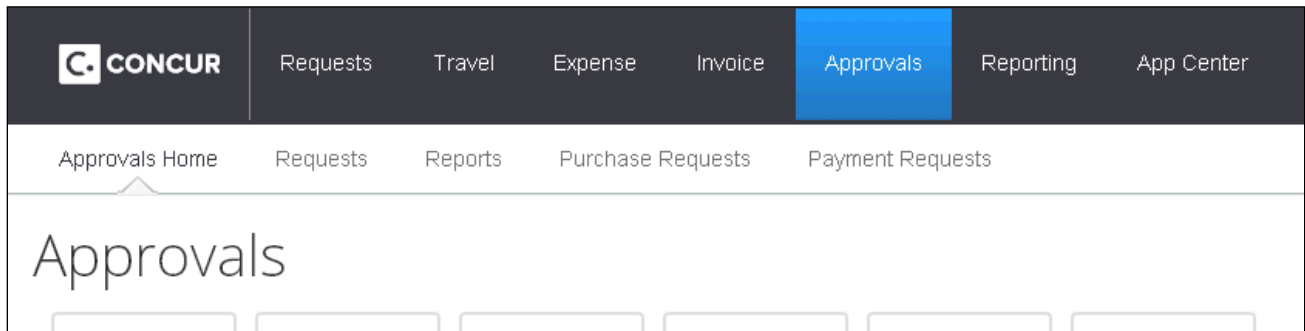 C. CONCUR Requests Travel Expense Invoice Approvals Reporting App Center
Approvals Home Requests Reports Purchase Requests Payment Requests
Approvals